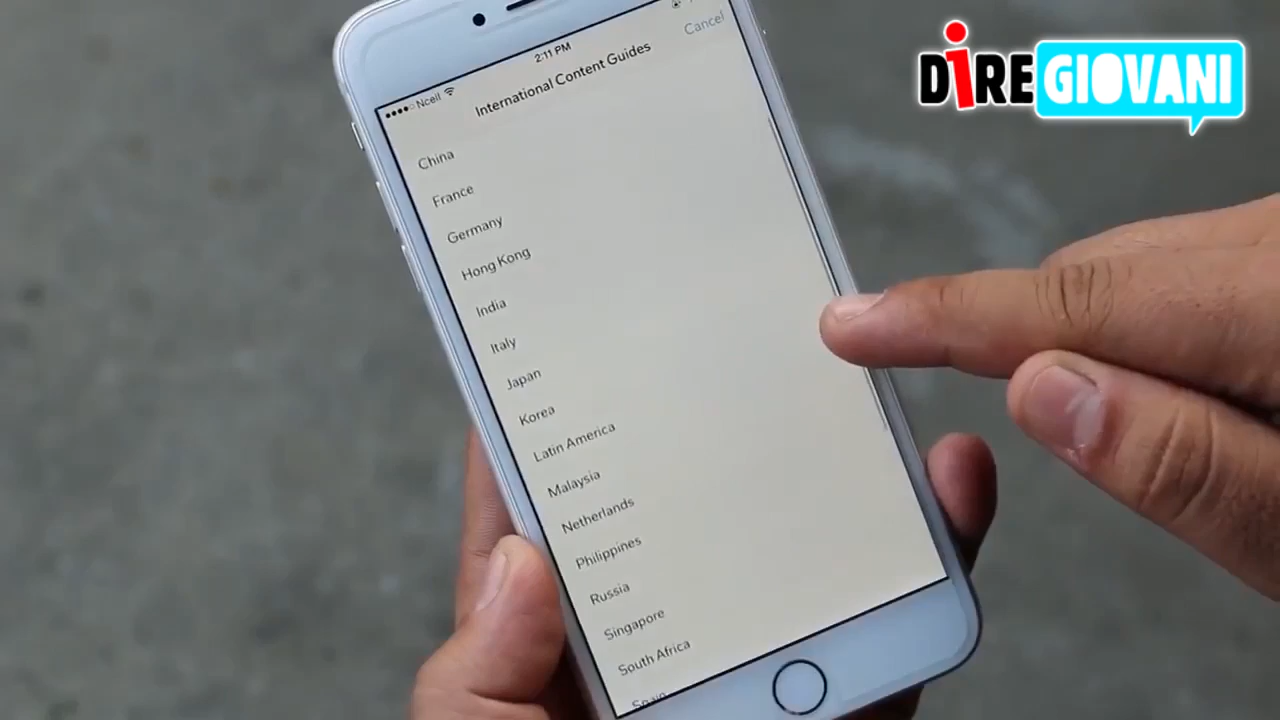 DiRE GIOVANI
Ncell
2:11 PM
International Content Guides
Cancel
China
France
Germany
Hong Kong
India
Italy
Japan
Korea
Latin America
Malaysia
Netherlands
Philippines
Russia
Singapore
South Africa
Spain